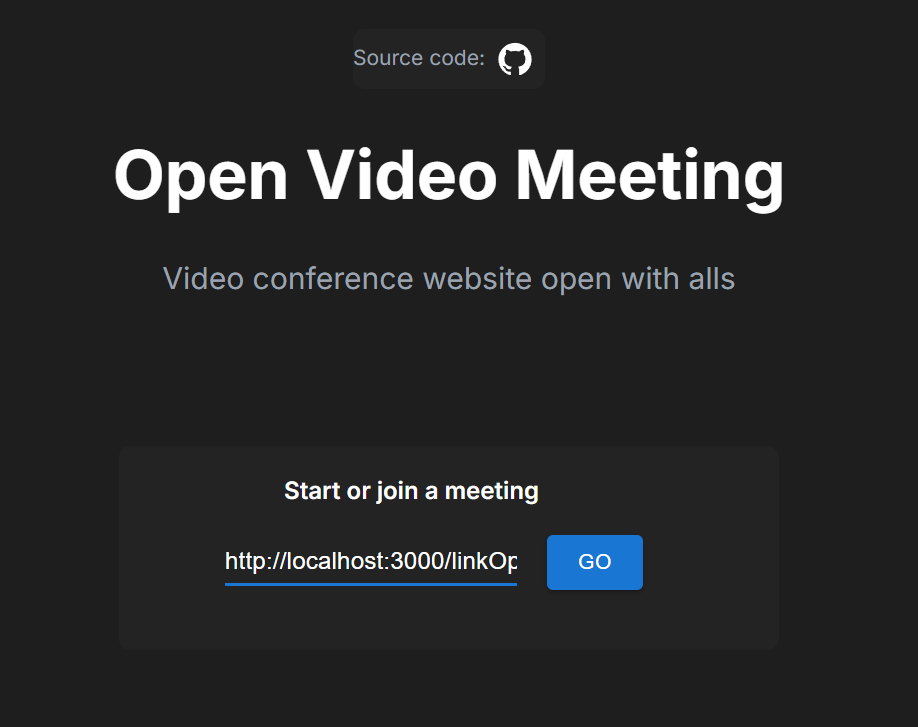 Source code:
Open Video Meeting
Video conference website open with alls
Start or join a meeting
http://localhost:3000/linkOp
GO